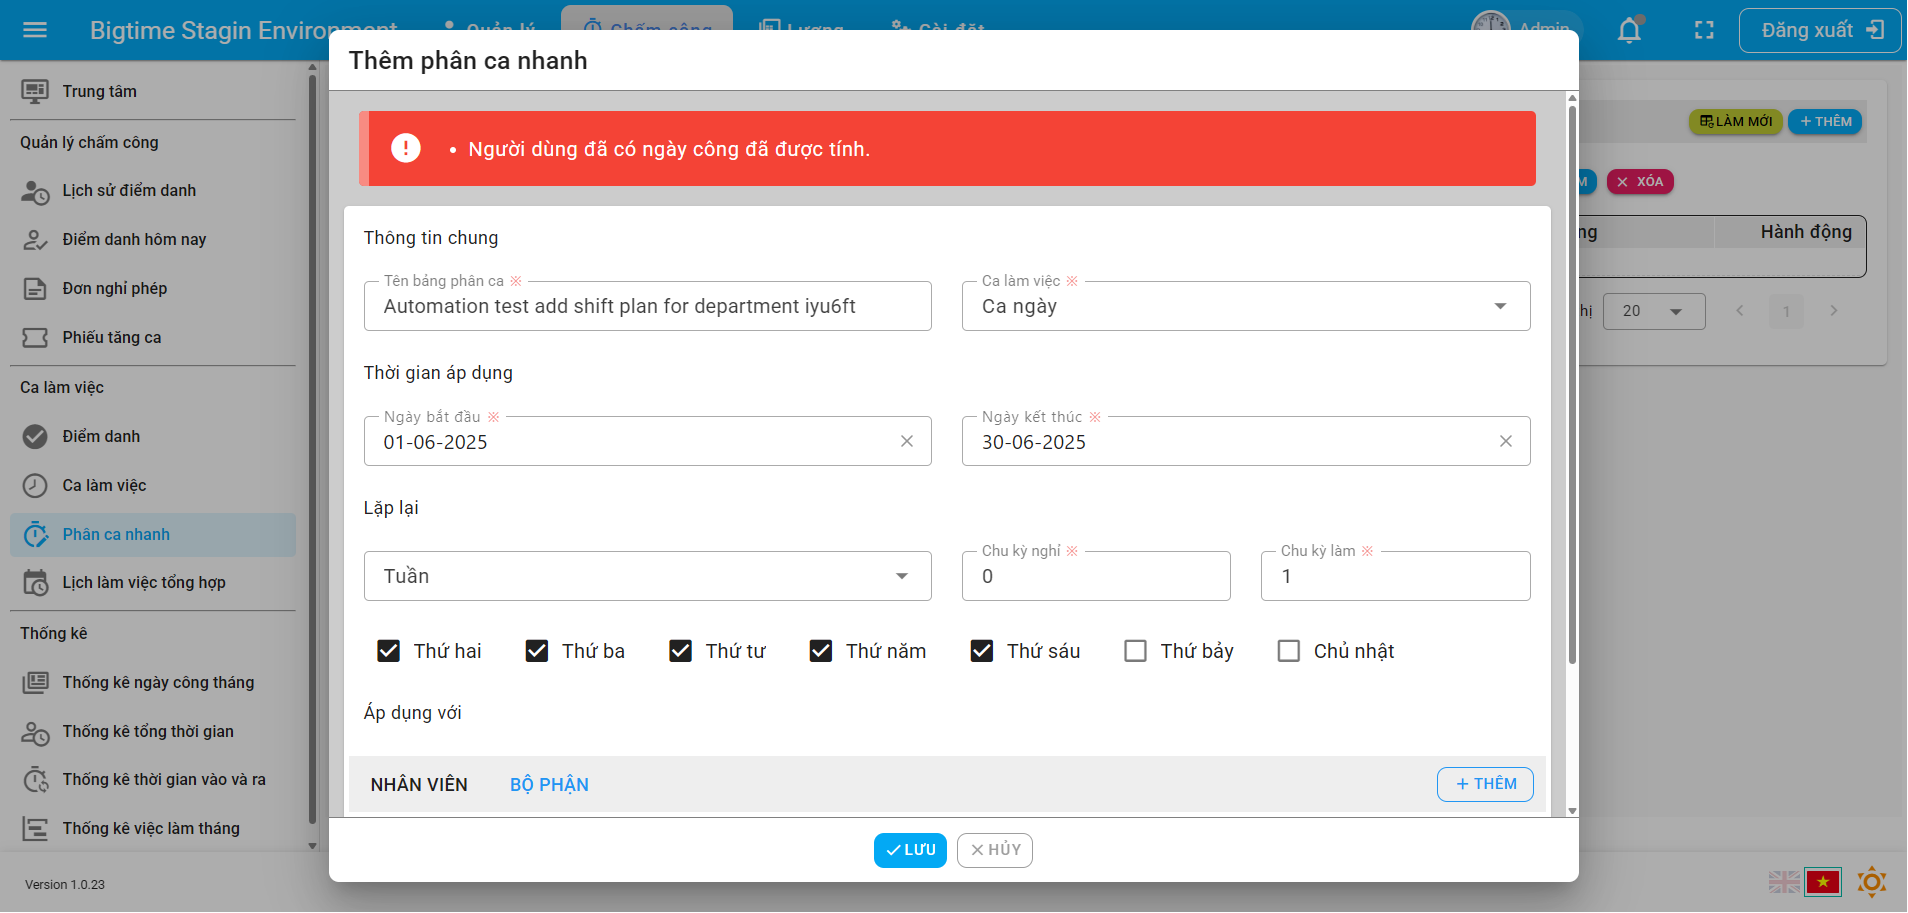 Bigtime Stagin Environment
Quản lý
Chấm công
Lương
Cài đặt
Admin
Đăng xuất
Trung tâm
Quản lý chấm công
Lịch sử điểm danh
Điểm danh hôm nay
Đơn nghỉ phép
Phiếu tăng ca
Ca làm việc
Điểm danh
Ca làm việc
Phân ca nhanh
Lịch làm việc tổng hợp
Thống kê
Thống kê ngày công tháng
Thống kê tổng thời gian
Thống kê thời gian vào và ra
Thống kê việc làm tháng
Version 1.0.23
Thêm phân ca nhanh
Người dùng đã có ngày công đã được tính.
Thông tin chung
Tên bảng phân ca ※
Automation test add shift plan for department iyu6ft
Ca làm việc ※
Ca ngày
Thời gian áp dụng
Ngày bắt đầu ※
01-06-2025
Ngày kết thúc ※
30-06-2025
Lặp lại
Tuần
Chu kỳ nghỉ ※
0
Chu kỳ làm ※
1
Thứ hai
Thứ ba
Thứ tư
Thứ năm
Thứ sáu
Thứ bảy
Chủ nhật
Áp dụng với
NHÂN VIÊN
BỘ PHẬN
+ THÊM
LƯU
HỦY
LÀM MỚI
+ THÊM
M
XÓA
ng
Hành động
hị
20
1